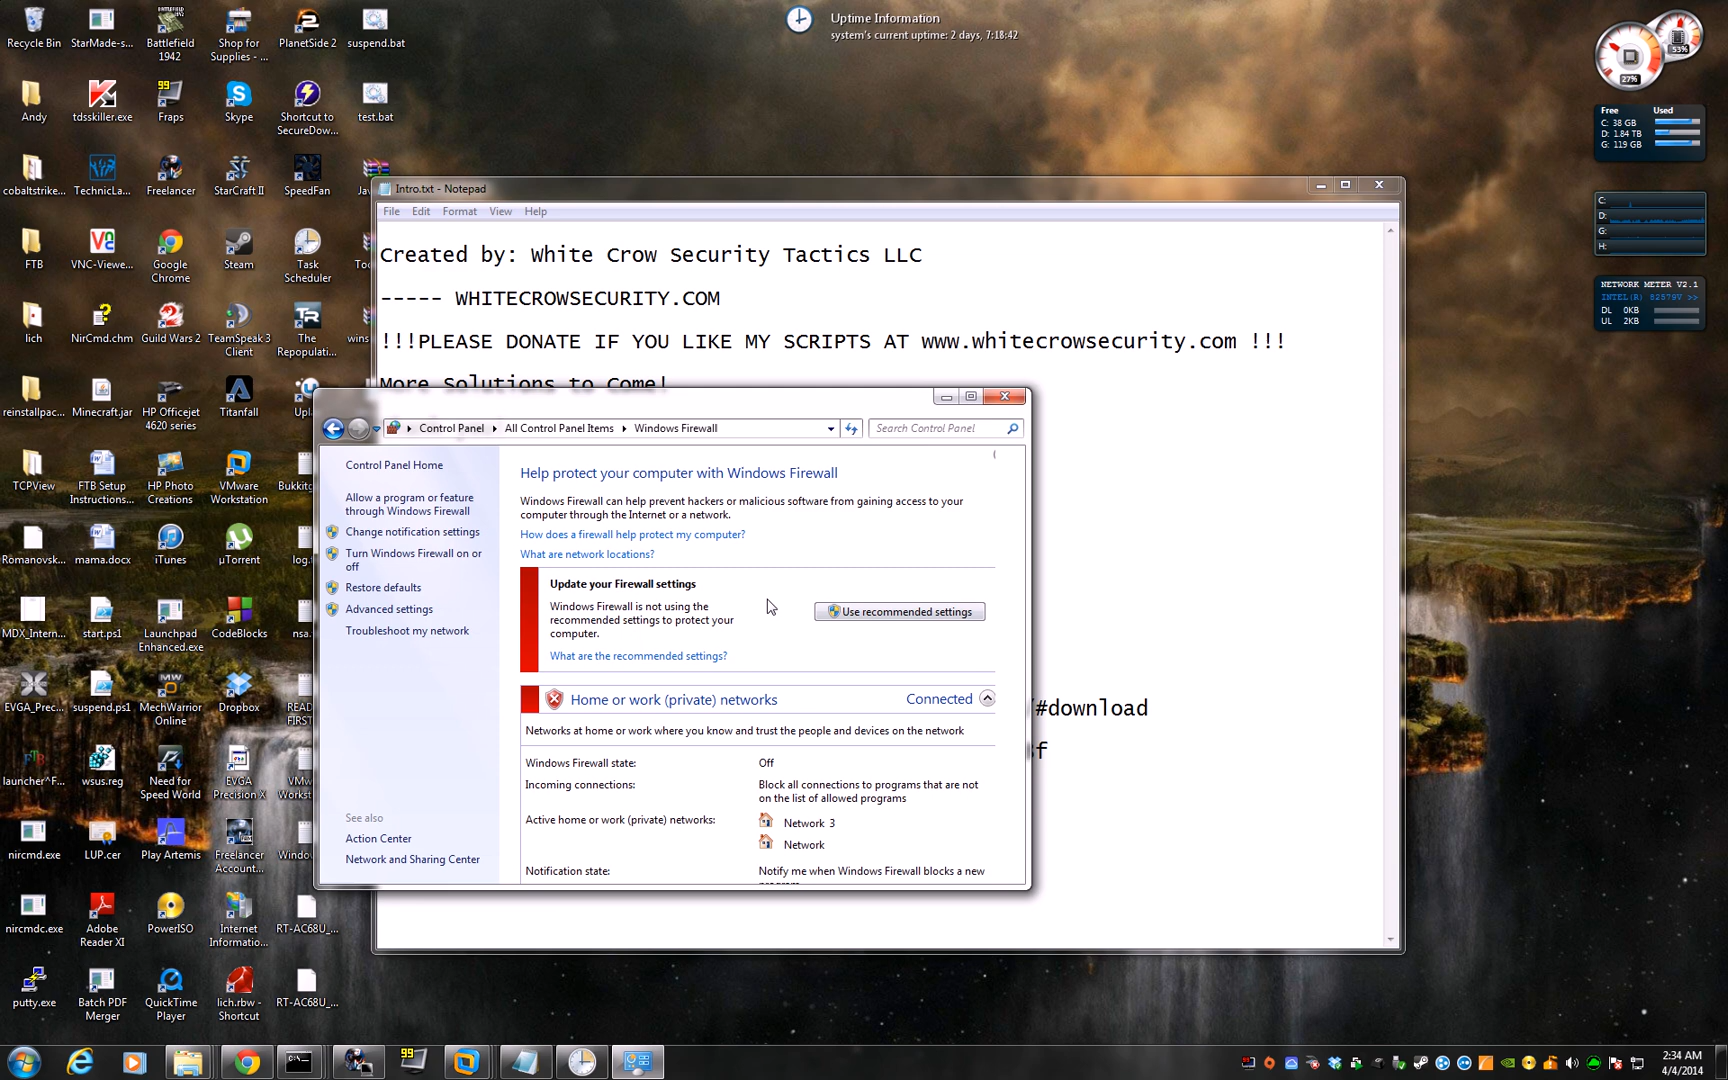 Recycle Bin
StarMade-s...
Battlefield
1942
Shop for
Supplies - ...
PlanetSide 2
suspend.bat
Andy
tdsskiller.exe
Fraps
Skype
Shortcut to
SecureDow...
test.bat
cobaltstrike...
TechnicLa...
Freelancer
StarCraft II
SpeedFan
FTB
VNC-Viewe...
Google
Chrome
Steam
Task
Scheduler
lich
NirCmd.chm
Guild Wars 2
TeamSpeak 3
Client
The
Repopulati...
reinstallpac...
Minecraft.jar
HP Officejet
4620 series
Titanfall
TCPView
FTB Setup
Instructions...
HP Photo
Creations
VMware
Workstation
Romanovsk...
mama.docx
iTunes
µTorrent
MDX_Intern...
start.ps1
Launchpad
Enhanced.exe
CodeBlocks
EVGA_Prec...
suspend.ps1
MechWarrior
Online
Dropbox
launcher^F...
wsus.reg
Need for
Speed World
EVGA
Precision X
nircmd.exe
LUP.cer
Play Artemis
Freelancer
Account...
nircmdc.exe
Adobe
Reader XI
PowerISO
Internet
Informatio...
RT-AC68U_...
putty.exe
Batch PDF
Merger
QuickTime
Player
lich.rbw -
Shortcut
RT-AC68U_...
Uptime Information
system's current uptime: 2 days, 7:18:42
53%
27%
Free Used
C: 38 GB
D: 1.84 TB
G: 119 GB
C:
D:
G:
H:
NETWORK METER V2.1
INTEL(R) 82579V >>
DL 0KB
UL 2KB
Intro.txt - Notepad
File Edit Format View Help
Created by: White Crow Security Tactics LLC
----- WHITECROWSECURITY.COM
!!!PLEASE DONATE IF YOU LIKE MY SCRIPTS AT www.whitecrowsecurity.com !!!
More Solutions to Come!
/#download
Control Panel All Control Panel Items Windows Firewall
Search Control Panel
Control Panel Home
Allow a program or feature
through Windows Firewall
Change notification settings
Turn Windows Firewall on or
off
Restore defaults
Advanced settings
Troubleshoot my network
See also
Action Center
Network and Sharing Center
Help protect your computer with Windows Firewall
Windows Firewall can help prevent hackers or malicious software from gaining access to your
computer through the Internet or a network.
How does a firewall help protect my computer?
What are network locations?
Update your Firewall settings
Windows Firewall is not using the
recommended settings to protect your
computer.
Use recommended settings
What are the recommended settings?
Home or work (private) networks Connected
Networks at home or work where you know and trust the people and devices on the network
Windows Firewall state: Off
Incoming connections: Block all connections to programs that are not
on the list of allowed programs
Active home or work (private) networks: Network 3
Network
Notification state: Notify me when Windows Firewall blocks a new
2:34 AM
4/4/2014